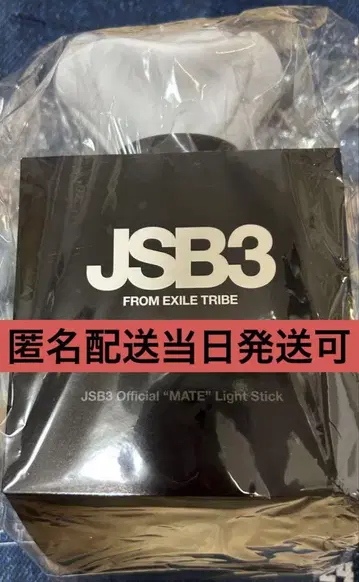 JSB3
FROM EXILE TRIBE
匿名配送当日発送可
JSB3 Official "MATE" Light Stick